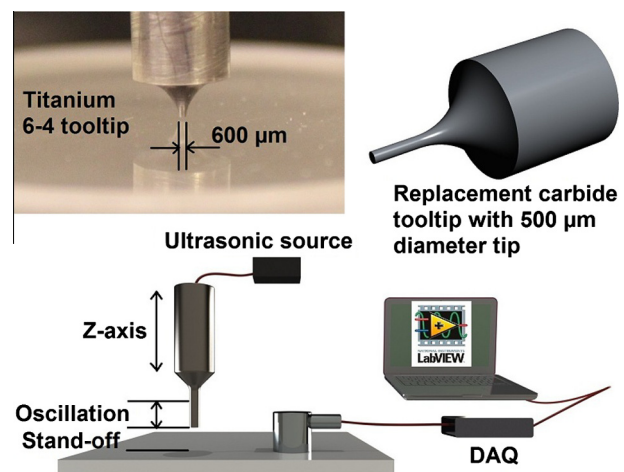 Titanium
6-4 tooltip
600 µm
Replacement carbide
tooltip with 500 µm
diameter tip
Ultrasonic source
Z-axis
Oscillation
Stand-off
LabVIEW
DAQ